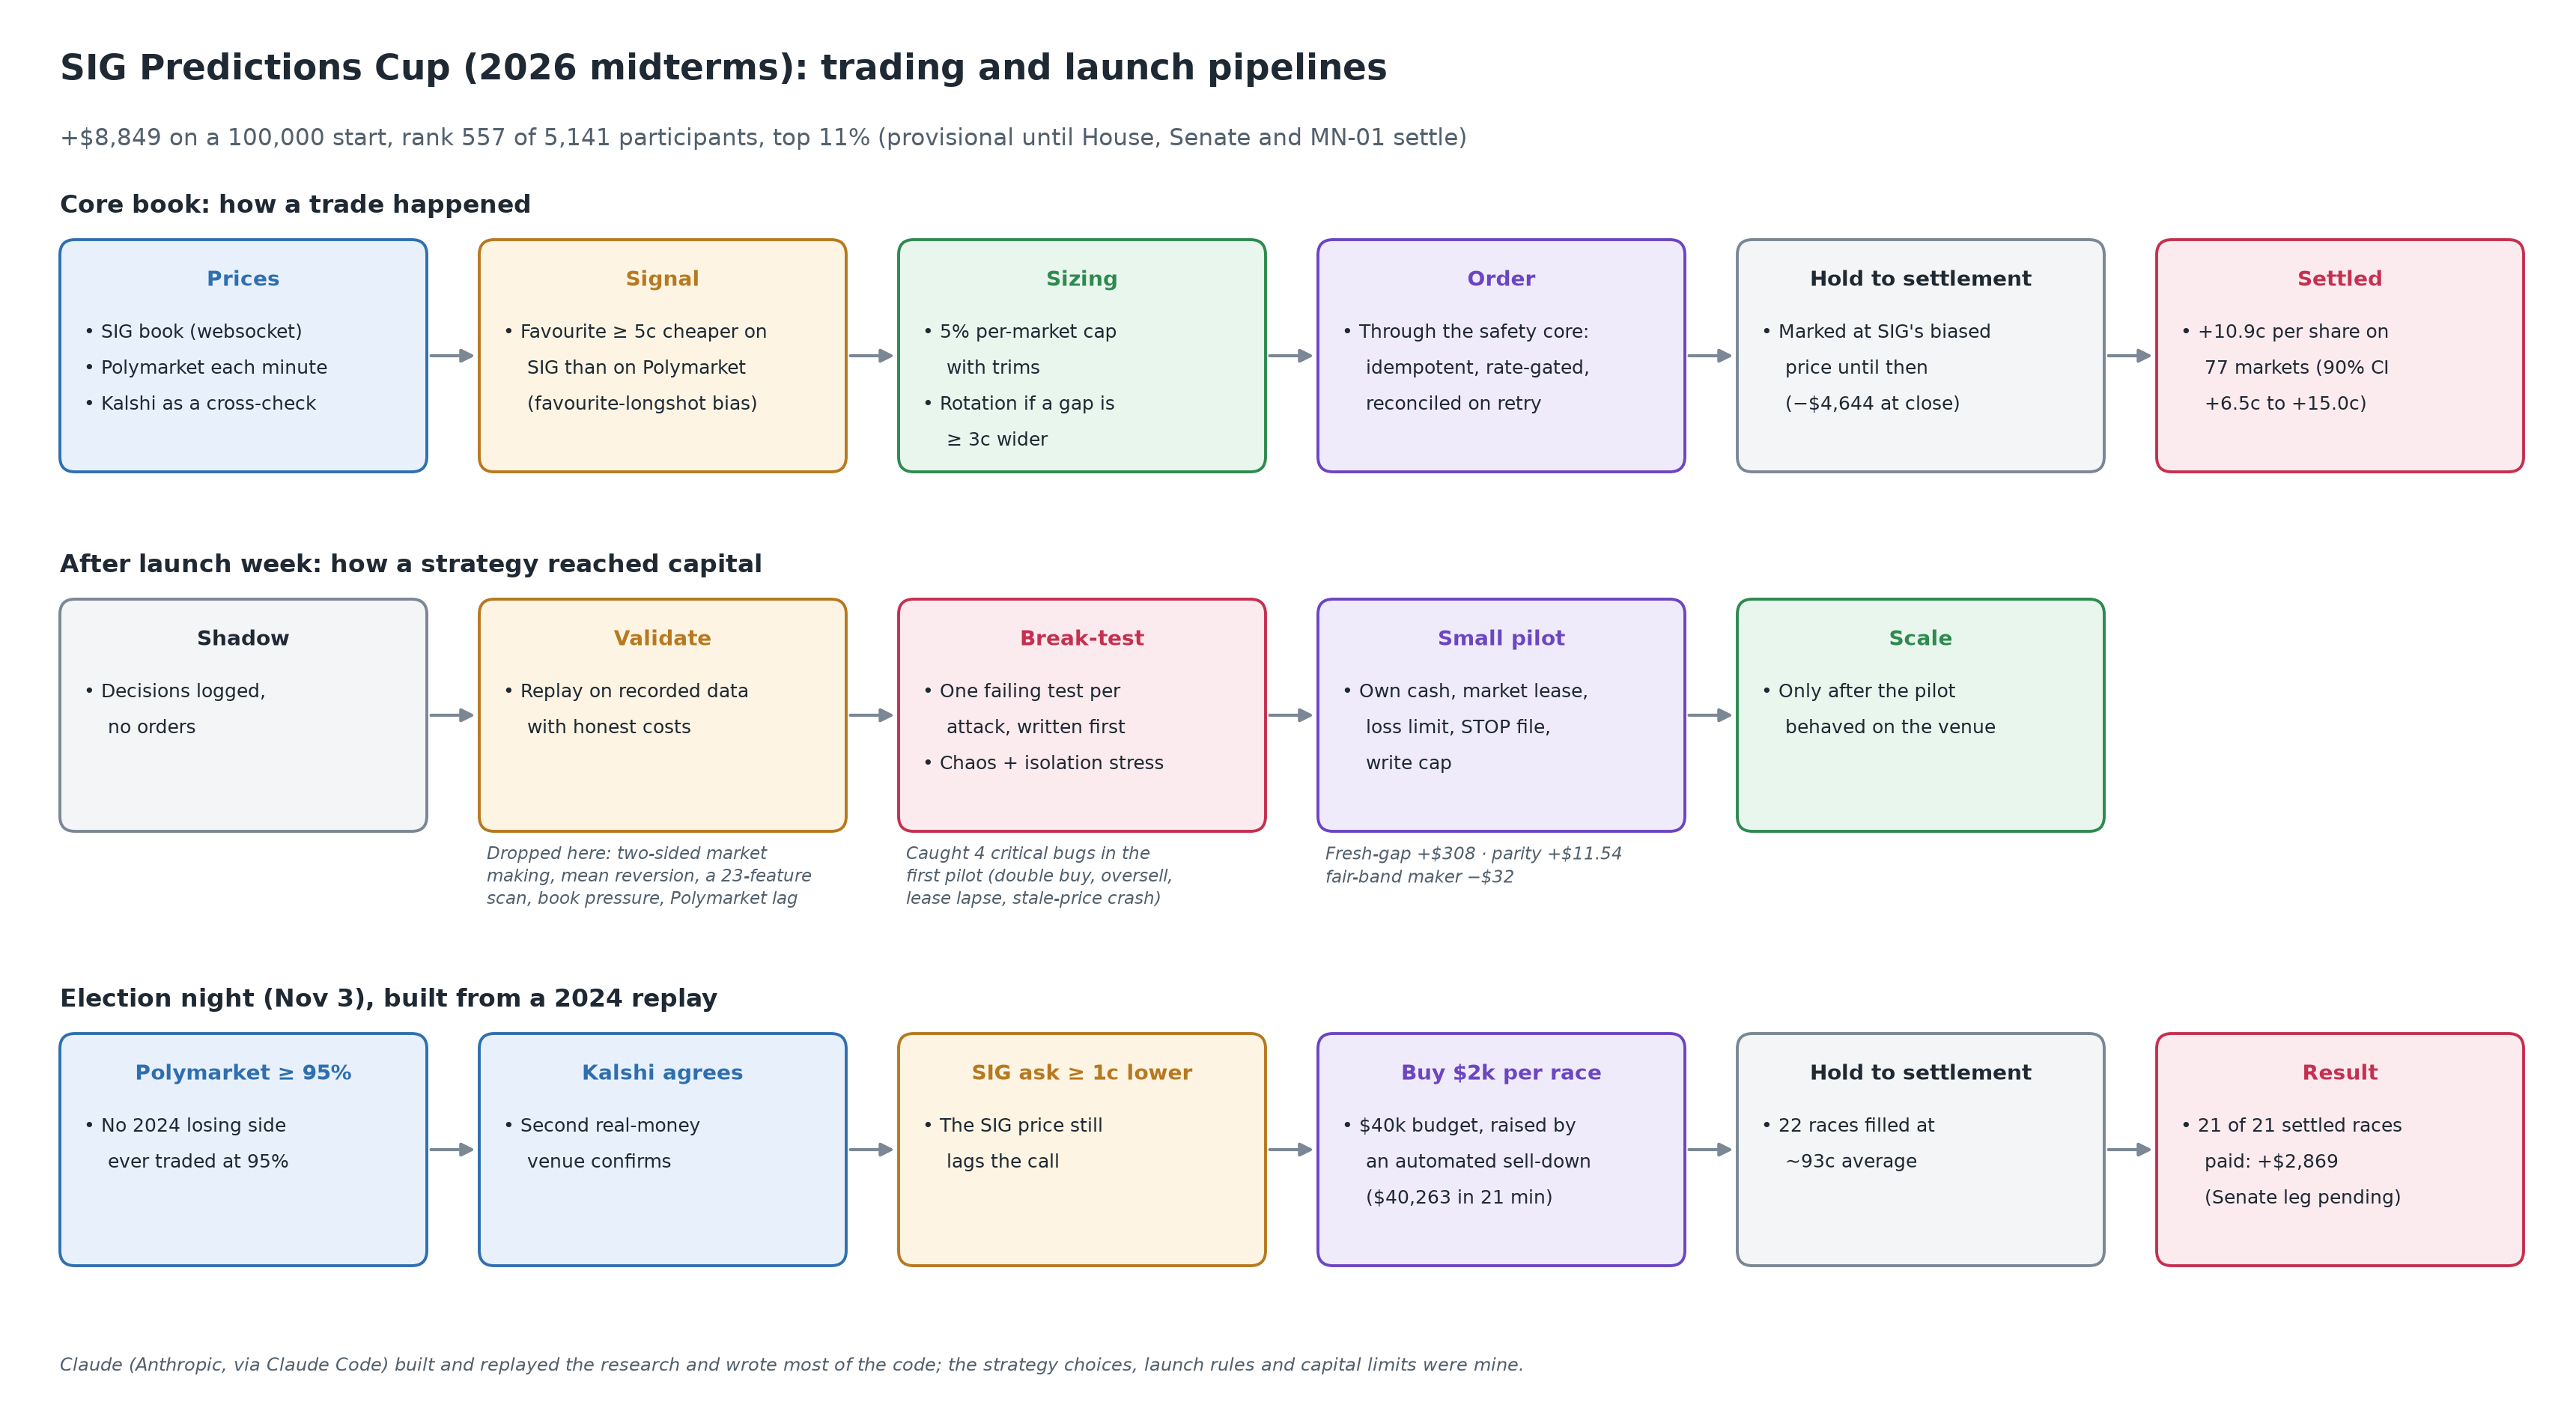 SIG Predictions Cup (2026 midterms): trading and launch pipelines
+$8,849 on a 100,000 start, rank 557 of 5,141 participants, top 11% (provisional until House, Senate and MN-01 settle)
Core book: how a trade happened
Prices
• SIG book (websocket)
• Polymarket each minute
• Kalshi as a cross-check
Signal
• Favourite ≥ 5c cheaper on
SIG than on Polymarket
(favourite-longshot bias)
Sizing
• 5% per-market cap
with trims
• Rotation if a gap is
≥ 3c wider
Order
• Through the safety core:
idempotent, rate-gated,
reconciled on retry
Hold to settlement
• Marked at SIG's biased
price until then
(−$4,644 at close)
Settled
• +10.9c per share on
77 markets (90% CI
+6.5c to +15.0c)
After launch week: how a strategy reached capital
Shadow
• Decisions logged,
no orders
Validate
• Replay on recorded data
with honest costs
Dropped here: two-sided market
making, mean reversion, a 23-feature
scan, book pressure, Polymarket lag
Break-test
• One failing test per
attack, written first
• Chaos + isolation stress
Caught 4 critical bugs in the
first pilot (double buy, oversell,
lease lapse, stale-price crash)
Small pilot
• Own cash, market lease,
loss limit, STOP file,
write cap
Fresh-gap +$308 · parity +$11.54
fair-band maker −$32
Scale
• Only after the pilot
behaved on the venue
Election night (Nov 3), built from a 2024 replay
Polymarket ≥ 95%
• No 2024 losing side
ever traded at 95%
Kalshi agrees
• Second real-money
venue confirms
SIG ask ≥ 1c lower
• The SIG price still
lags the call
Buy $2k per race
• $40k budget, raised by
an automated sell-down
($40,263 in 21 min)
Hold to settlement
• 22 races filled at
~93c average
Result
• 21 of 21 settled races
paid: +$2,869
(Senate leg pending)
Claude (Anthropic, via Claude Code) built and replayed the research and wrote most of the code; the strategy choices, launch rules and capital limits were mine.